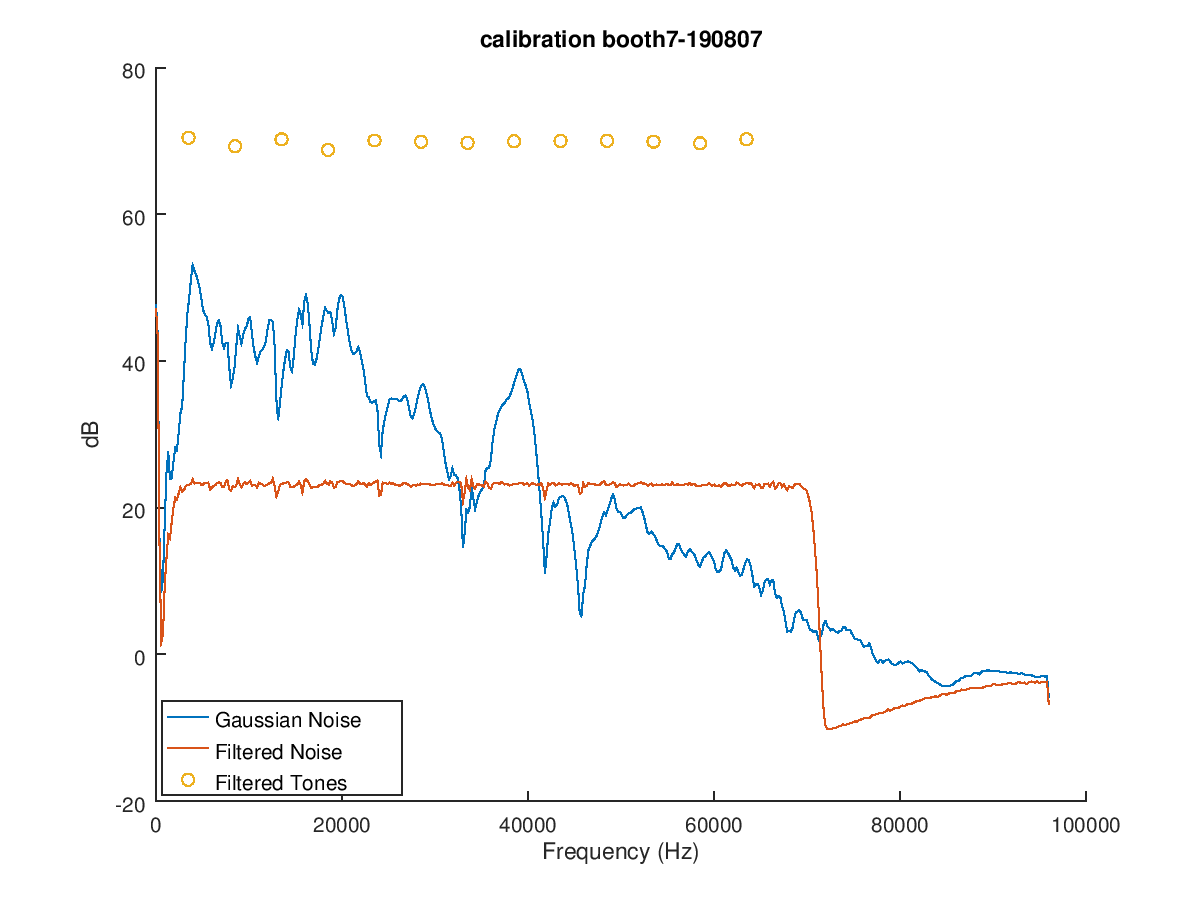 calibration booth7-190807
80
60
40
20
0
-20
dB
Gaussian Noise
Filtered Noise
Filtered Tones
0
20000
40000
60000
80000
100000
Frequency (Hz)